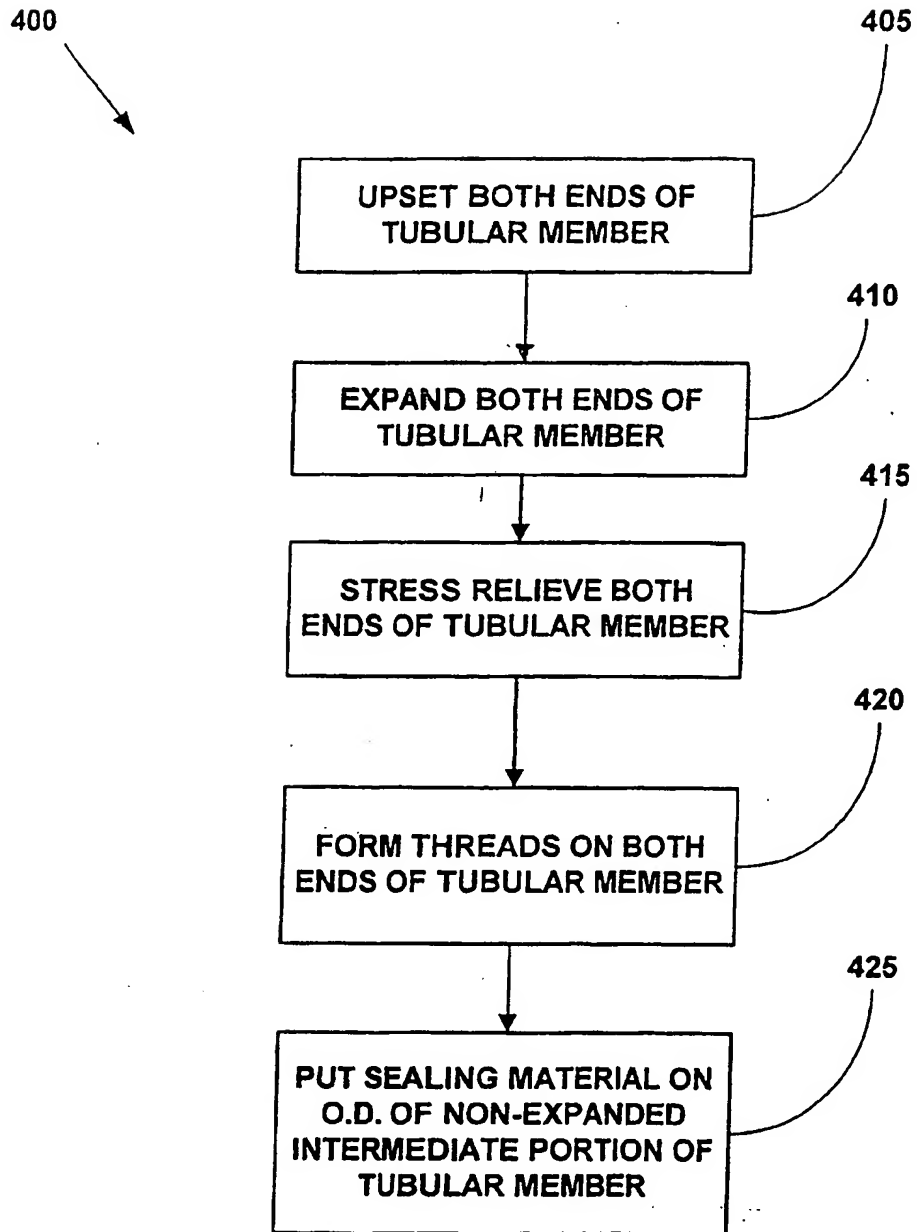 400
405
UPSET BOTH ENDS OF
TUBULAR MEMBER
410
EXPAND BOTH ENDS OF
TUBULAR MEMBER
415
STRESS RELIEVE BOTH
ENDS OF TUBULAR MEMBER
420
FORM THREADS ON BOTH
ENDS OF TUBULAR MEMBER
425
PUT SEALING MATERIAL ON
O.D. OF NON-EXPANDED
INTERMEDIATE PORTION OF
TUBULAR MEMBER